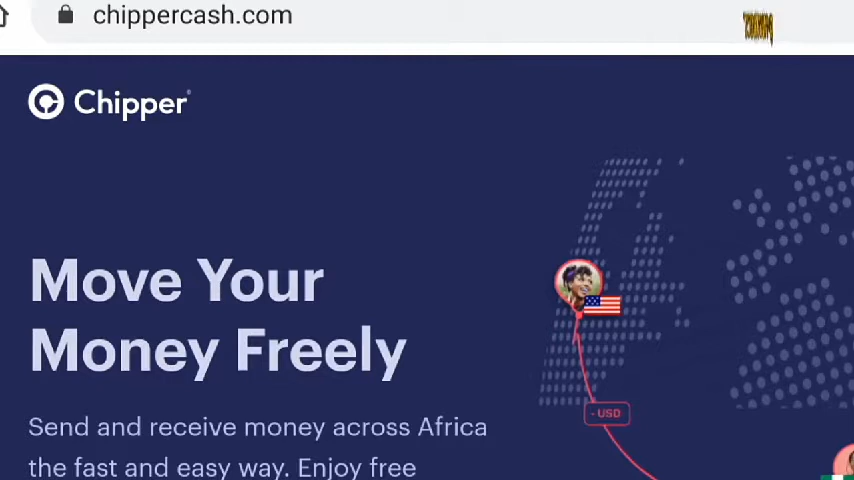 chippercash.com
Chipper
Move Your
Money Freely
- USD
Send and receive money across Africa
the fast and easy way. Enjoy free